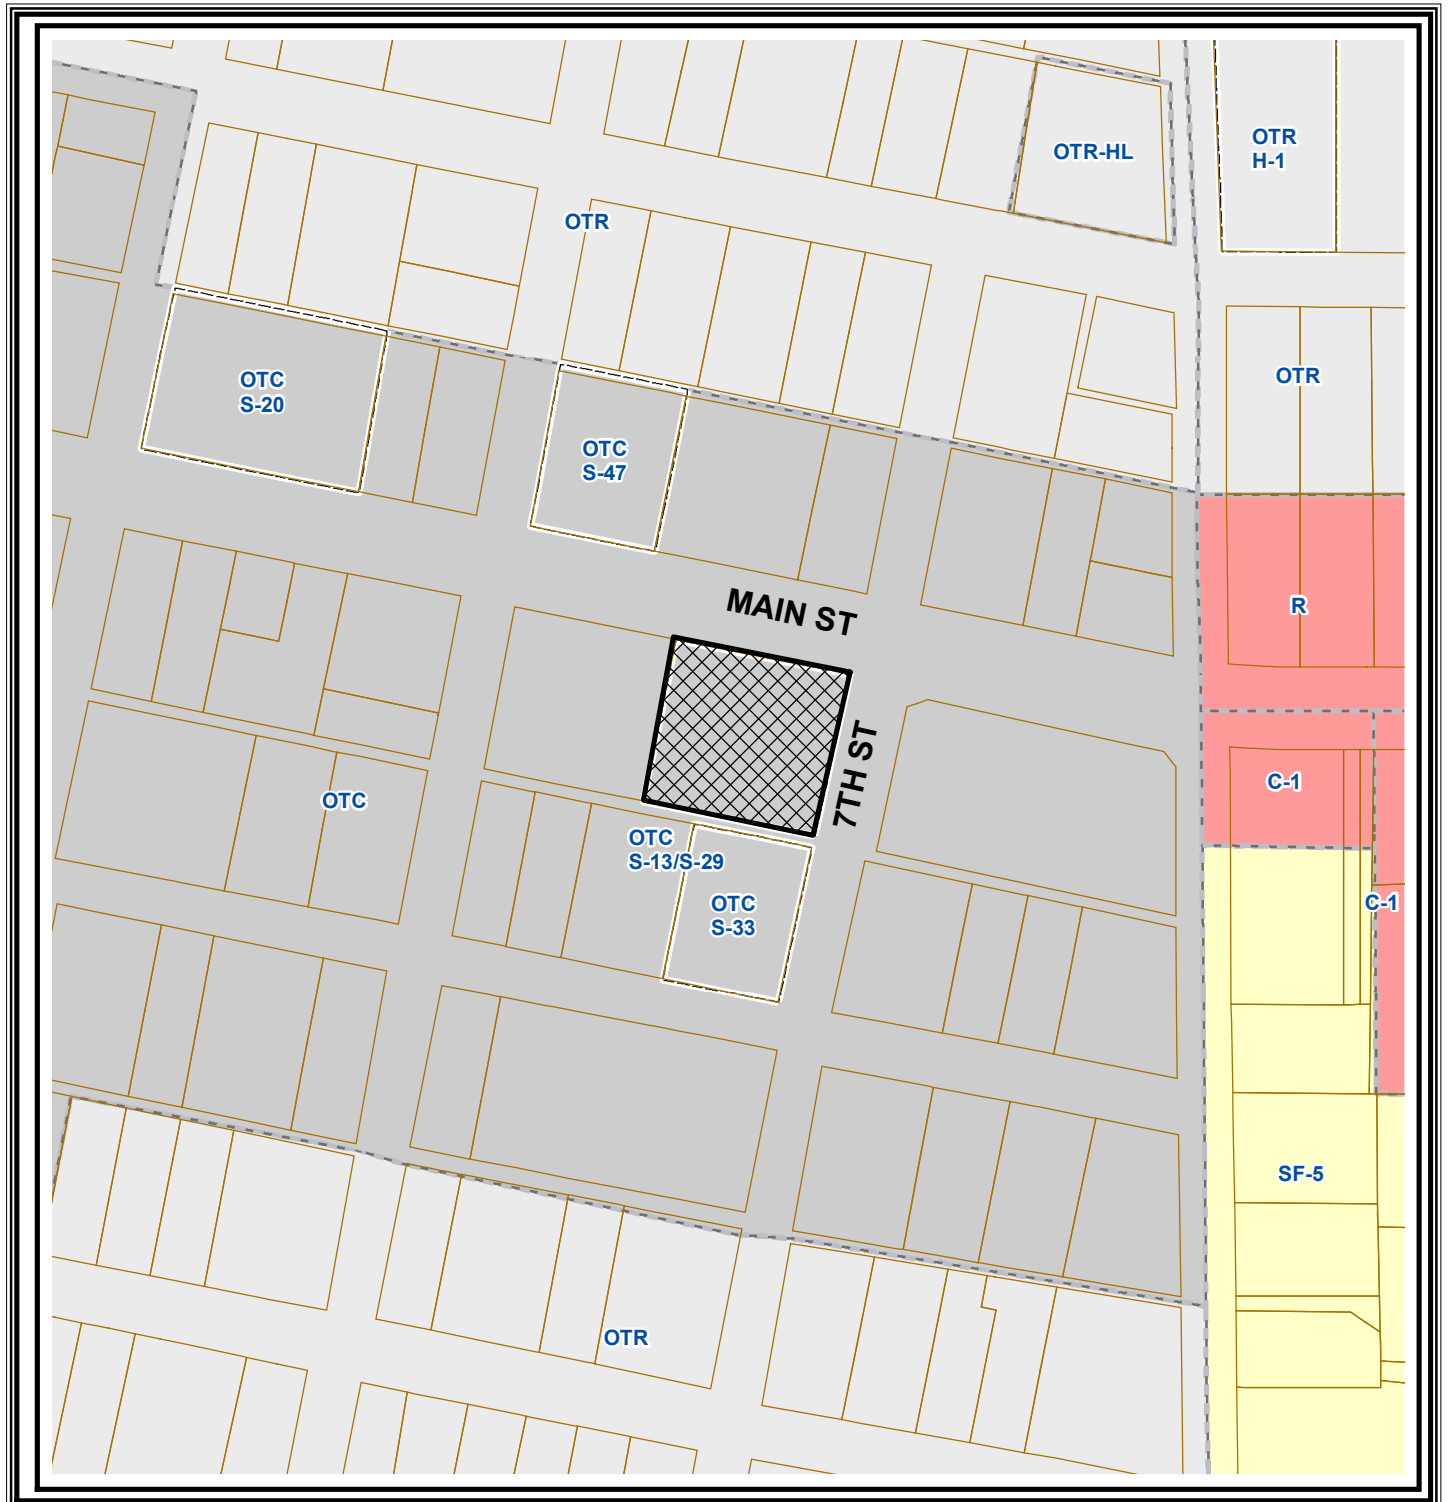 OTR
H-1
OTR-HL
OTR
OTR
OTC
S-20
OTC
S-47
MAIN ST
R
7TH ST
C-1
OTC
OTC
S-13/S-29
OTC
S-33
C-1
SF-5
OTR